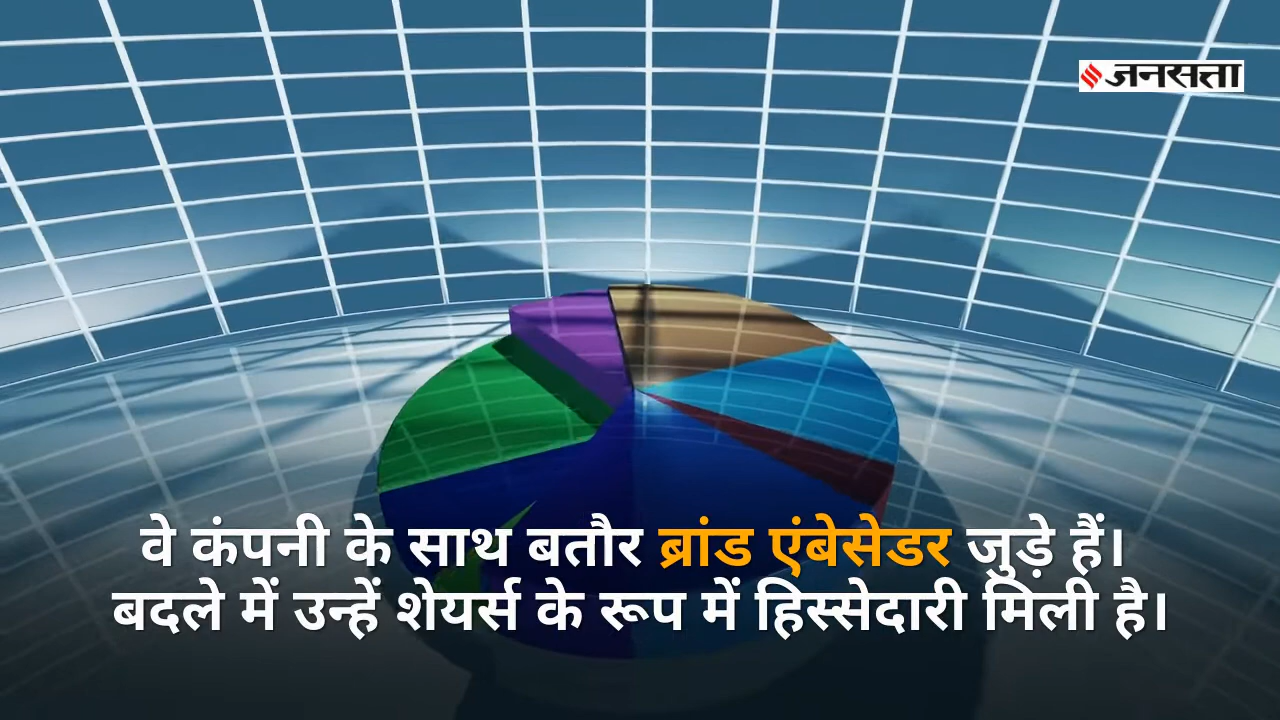 जनसत्ता
वे कंपनी के साथ बतौर ब्रांड एंबेसेडर जुड़े हैं।
बदले में उन्हें शेयर्स के रूप में हिस्सेदारी मिली है।